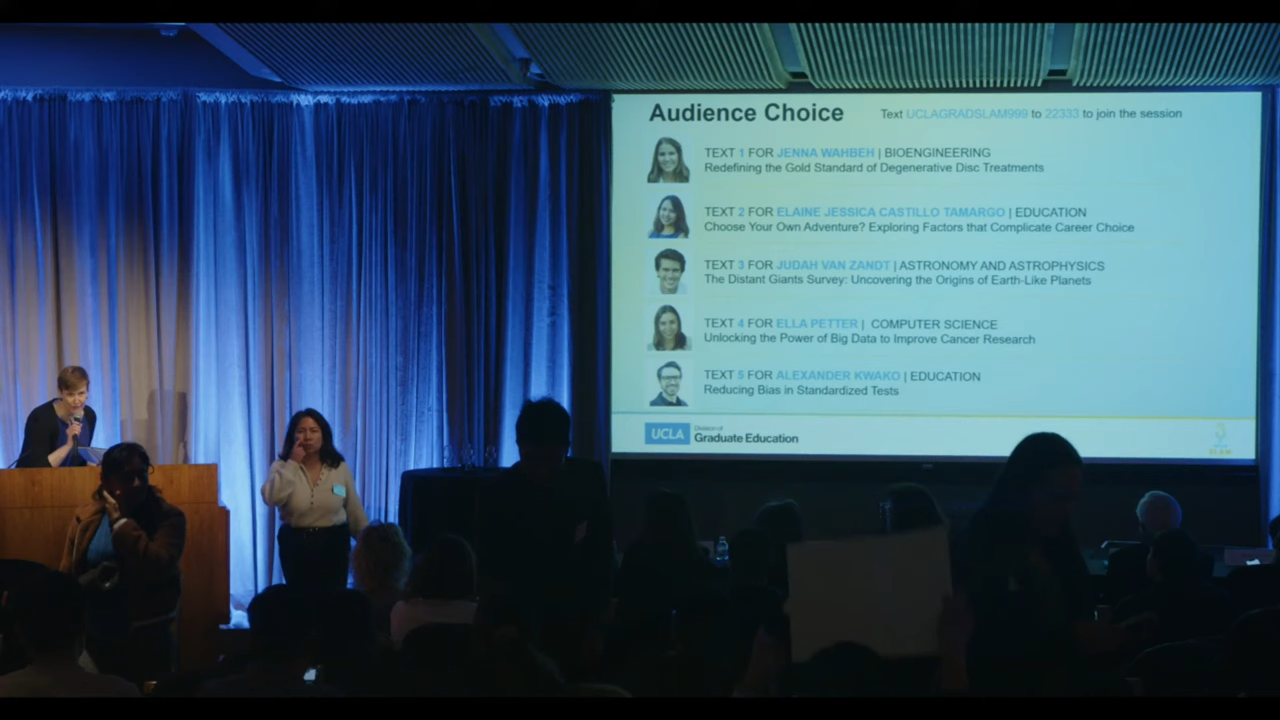 Audience Choice
Text UCLAGRADSLAM999 to 22333 to join the session
TEXT 1 FOR JENNA WAHBEH | BIOENGINEERING
Redefining the Gold Standard of Degenerative Disc Treatments
TEXT 2 FOR ELAINE JESSICA CASTILLO TAMARGO | EDUCATION
Choose Your Own Adventure? Exploring Factors that Complicate Career Choice
TEXT 3 FOR JUDAH VAN ZANDT | ASTRONOMY AND ASTROPHYSICS
The Distant Giants Survey: Uncovering the Origins of Earth-Like Planets
TEXT 4 FOR ELLA PETTER | COMPUTER SCIENCE
Unlocking the Power of Big Data to Improve Cancer Research
TEXT 5 FOR ALEXANDER KWAKO | EDUCATION
Reducing Bias in Standardized Tests
UCLA
Division of
Graduate Education
SLAM